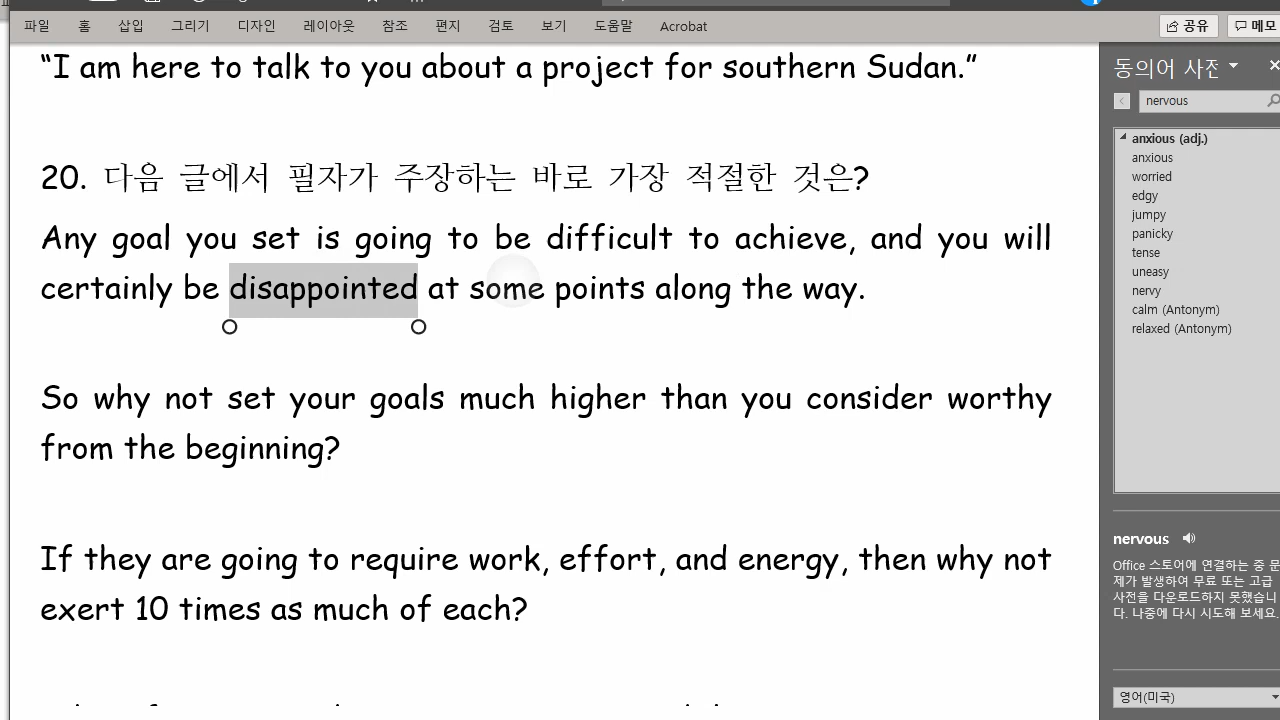 파일 홈 삽입 그리기 디자인 레이아웃 참조 편지 검토 보기 도움말 Acrobat 공유 메모
“I am here to talk to you about a project for southern Sudan.”
20. 다음 글에서 필자가 주장하는 바로 가장 적절한 것은?
Any goal you set is going to be difficult to achieve, and you will
certainly be disappointed at some points along the way.
So why not set your goals much higher than you consider worthy
from the beginning?
If they are going to require work, effort, and energy, then why not
exert 10 times as much of each?
동의어 사전
nervous
anxious (adj.)
anxious
worried
edgy
jumpy
panicky
tense
uneasy
nervy
calm (Antonym)
relaxed (Antonym)
nervous
Office 스토어에 연결하는 중 문
제가 발생하여 무료 또는 고급
사전을 다운로드하지 못했습니
다. 나중에 다시 시도해 보세요.
영어(미국)